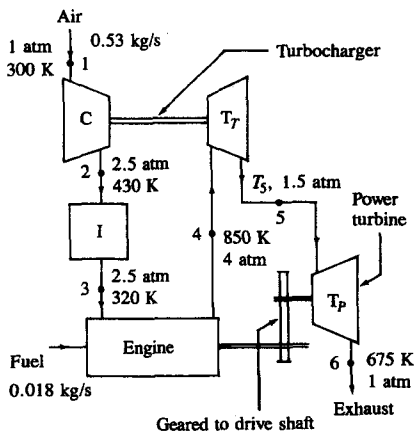 Air
1 atm
300 K
0.53 kg/s
1
Turbocharger
C
T_T
2
2.5 atm
430 K
T_5, 1.5 atm
5
Power
turbine
I
4
850 K
4 atm
3
2.5 atm
320 K
T_P
Engine
6
675 K
1 atm
Fuel
0.018 kg/s
Exhaust
Geared to drive shaft